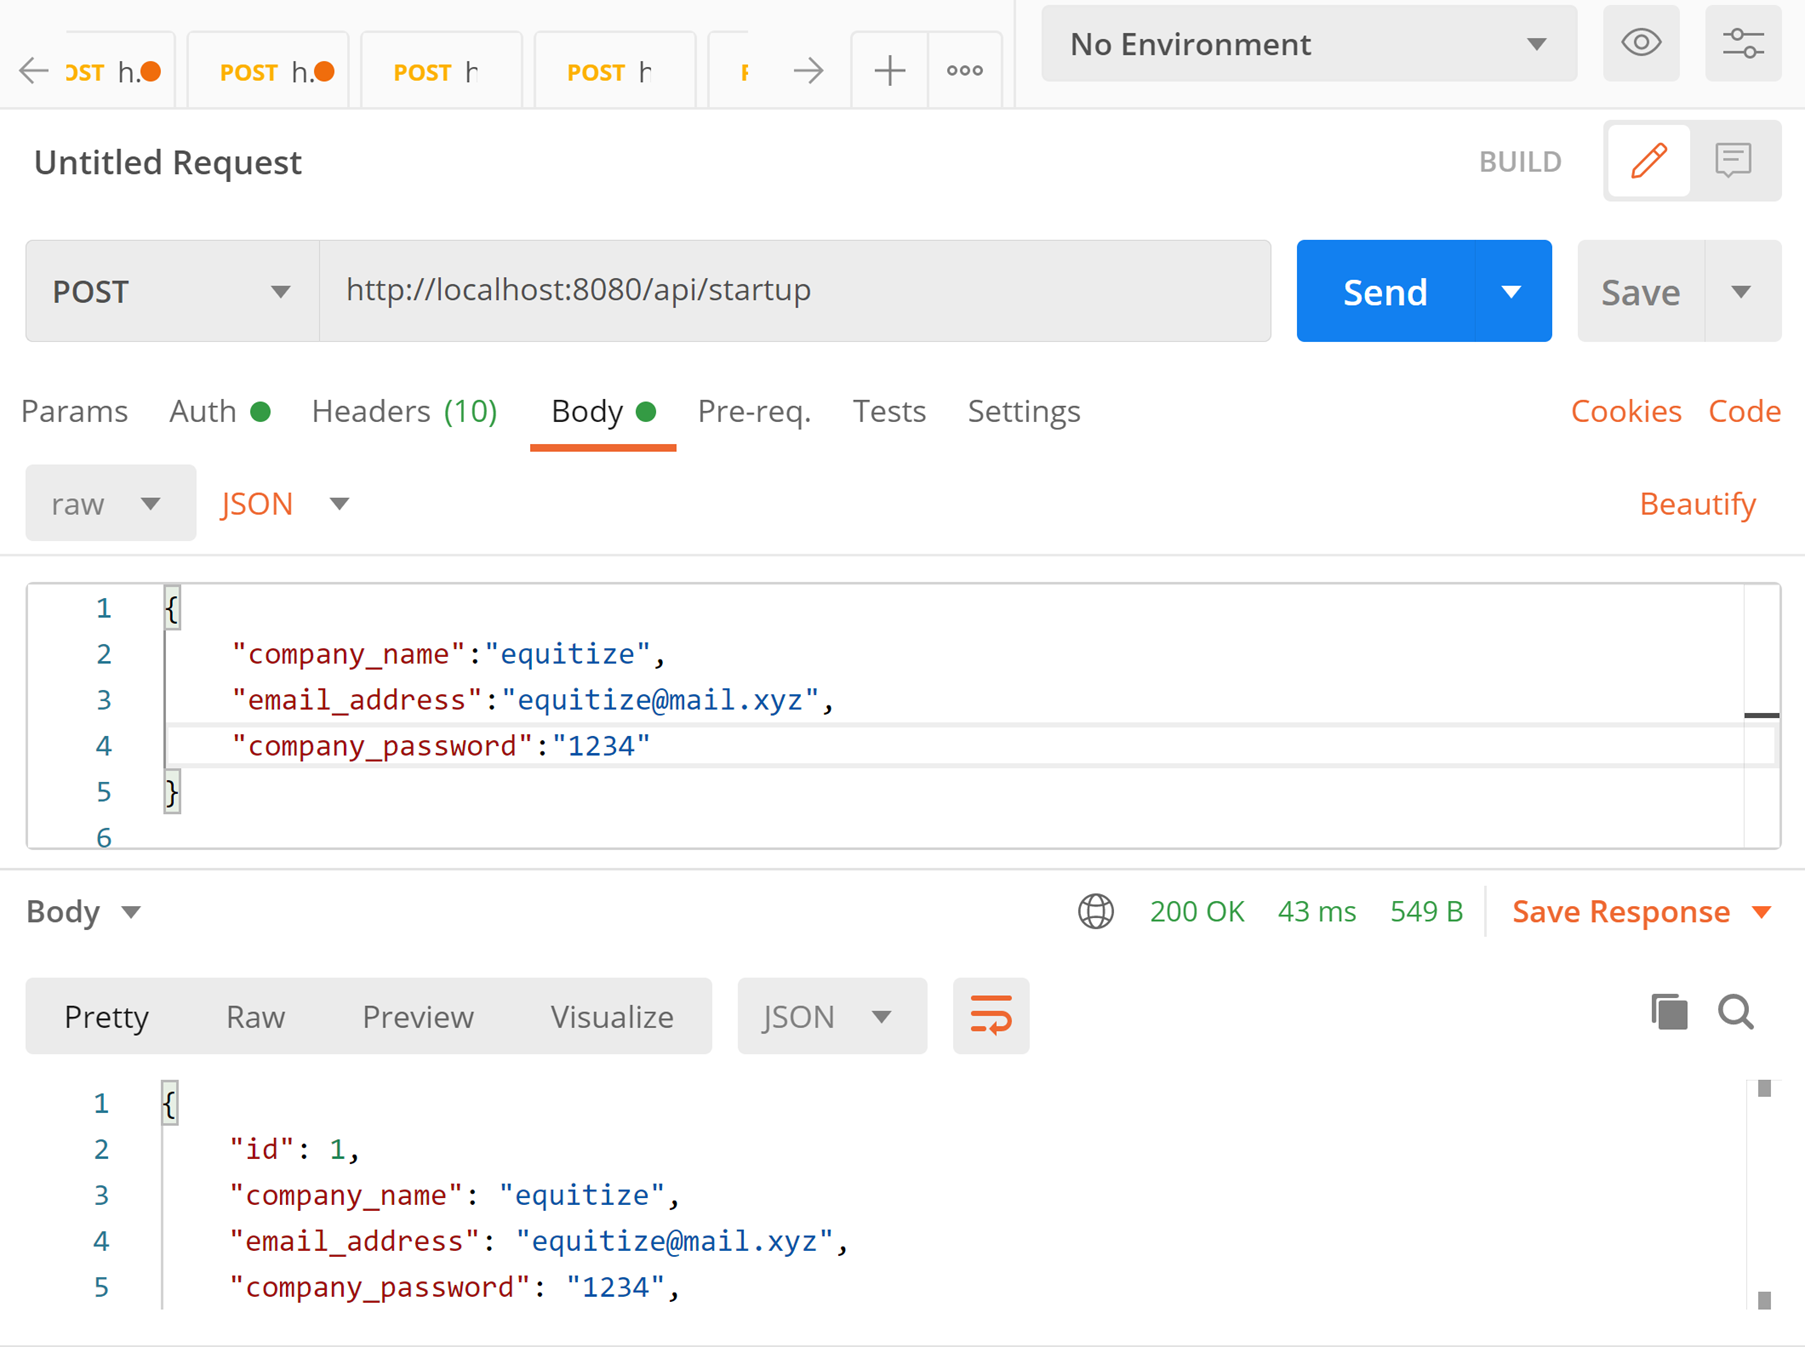 OST h.
POST h.
POST h
POST h
No Environment
Untitled Request
BUILD
POST
http://localhost:8080/api/startup
Send
Save
Params
Auth
Headers (10)
Body
Pre-req.
Tests
Settings
Cookies
Code
raw
JSON
Beautify
1 {
2 "company_name":"equitize",
3 "email_address":"equitize@mail.xyz",
4 "company_password":"1234"
5 }
6
Body
200 OK
43 ms
549 B
Save Response
Pretty
Raw
Preview
Visualize
JSON
1 {
2 "id": 1,
3 "company_name": "equitize",
4 "email_address": "equitize@mail.xyz",
5 "company_password": "1234",